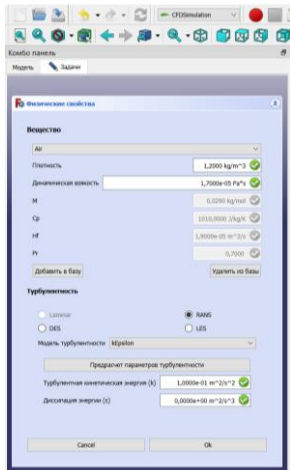 CFDSimulation
Комбо панель
Модель Задачи
Физические свойства
Вещество
Air
Плотность 1,2000 kg/m^3
Динамическая вязкость 1,7000e-05 Pa*s
M 0,0290 kg/mol
Cp 1010,0000 J/kg/K
Hf 1,9000e-05 m^2/s
Pr 0,7000
Добавить в базу Удалить из базы
Турбулентность
Laminar RANS
DES LES
Модель турбулентности kEpsilon
Предрасчет параметров турбулентности
Турбулентная кинетическая энергия (k) 1,0000e-01 m^2/s^2
Диссипация энергии (ε) 0,0000e+00 m^2/s^3
Cancel Ok